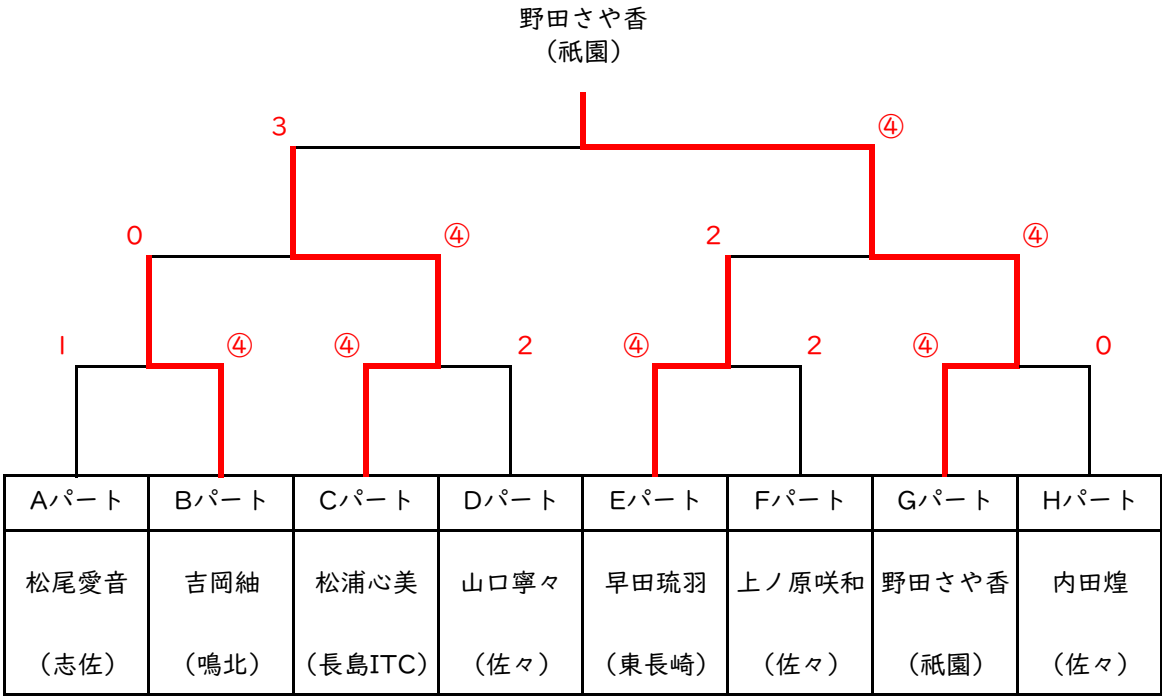 野田さや香
(祇園)
3 ④
0 ④ 2 ④
1 ④ ④ 2 ④ 2 ④ 0
Aパート Bパート Cパート Dパート Eパート Fパート Gパート Hパート
松尾愛音 吉岡紬 松浦心美 山口寧々 早田琉羽 上ノ原咲和 野田さや香 内田煌
(志佐) (鳴北) (長島ITC) (佐々) (東長崎) (佐々) (祇園) (佐々)